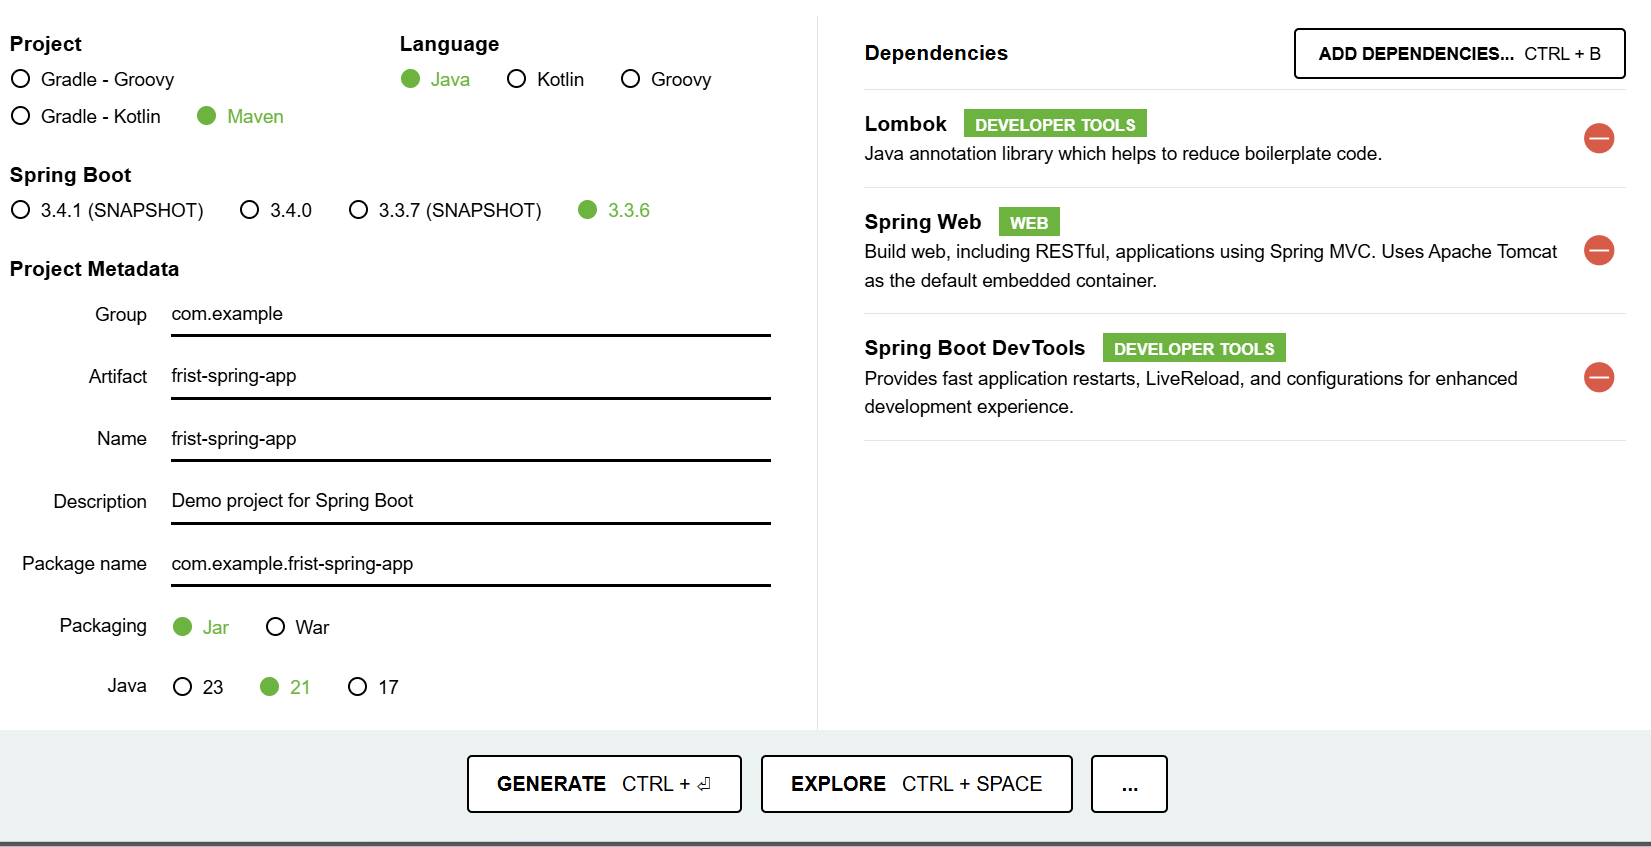 Project
Gradle - Groovy
Gradle - Kotlin Maven
Language
Java Kotlin Groovy
Spring Boot
3.4.1 (SNAPSHOT) 3.4.0 3.3.7 (SNAPSHOT) 3.3.6
Project Metadata
Group com.example
Artifact frist-spring-app
Name frist-spring-app
Description Demo project for Spring Boot
Package name com.example.frist-spring-app
Packaging Jar War
Java 23 21 17
Dependencies ADD DEPENDENCIES... CTRL + B
Lombok DEVELOPER TOOLS
Java annotation library which helps to reduce boilerplate code.
Spring Web WEB
Build web, including RESTful, applications using Spring MVC. Uses Apache Tomcat
as the default embedded container.
Spring Boot DevTools DEVELOPER TOOLS
Provides fast application restarts, LiveReload, and configurations for enhanced
development experience.
GENERATE CTRL + ⏎ EXPLORE CTRL + SPACE ...